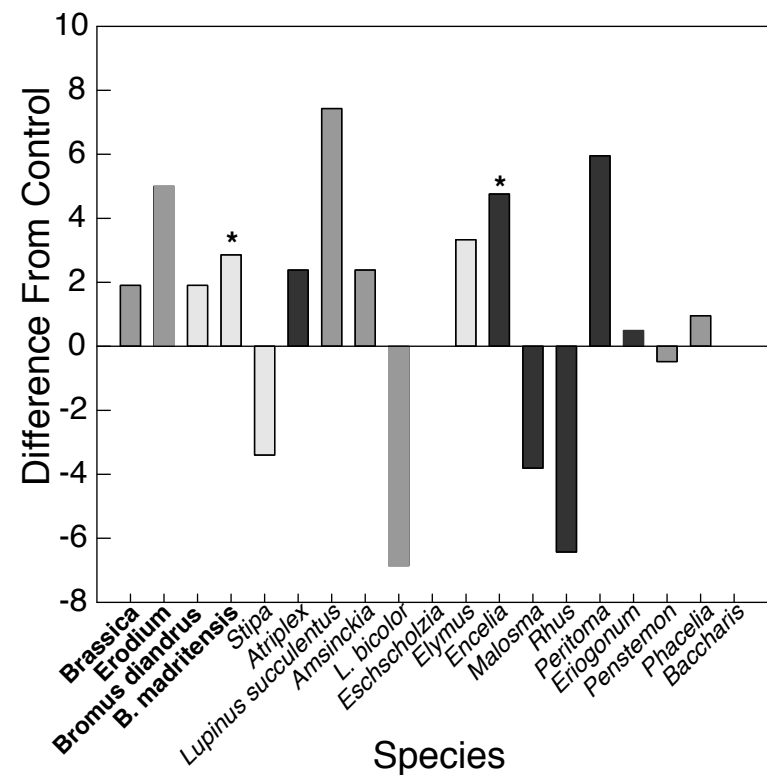 Difference From Control
10
8
6
4
2
0
-2
-4
-6
-8
*
*
Brassica
Erodium
Bromus diandrus
B. madritensis
Stipa
Atriplex
Lupinus succulentus
Amsinckia
L. bicolor
Eschscholzia
Elymus
Encelia
Malosma
Rhus
Peritoma
Eriogonum
Penstemon
Phacelia
Baccharis
Species